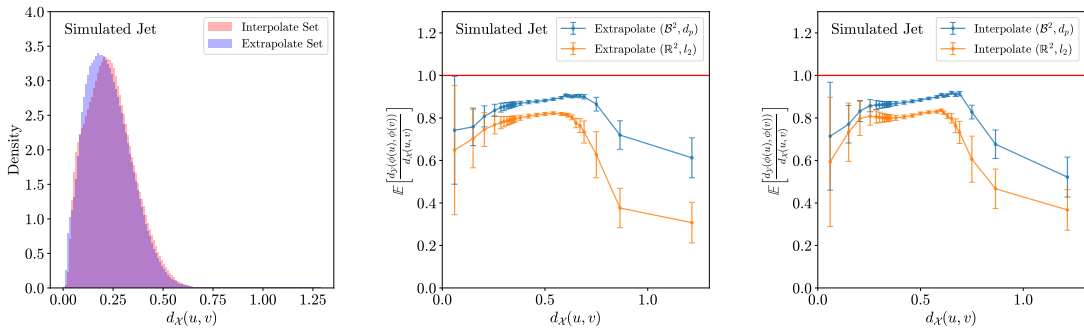 Simulated Jet
Interpolate Set
Extrapolate Set
Density
4.0
3.5
3.0
2.5
2.0
1.5
1.0
0.5
0.0
0.00 0.25 0.50 0.75 1.00 1.25
d_𝒳(u, v)
Simulated Jet
Extrapolate (ℬ², d_p)
Extrapolate (ℝ², l₂)
𝔼[d_𝒴(ϕ(u), ϕ(v)) / d_𝒳(u, v)]
1.4
1.2
1.0
0.8
0.6
0.4
0.2
0.0
0.0 0.5 1.0
d_𝒳(u, v)
Simulated Jet
Interpolate (ℬ², d_p)
Interpolate (ℝ², l₂)
𝔼[d_𝒴(ϕ(u), ϕ(v)) / d_𝒳(u, v)]
1.4
1.2
1.0
0.8
0.6
0.4
0.2
0.0
0.0 0.5 1.0
d_𝒳(u, v)